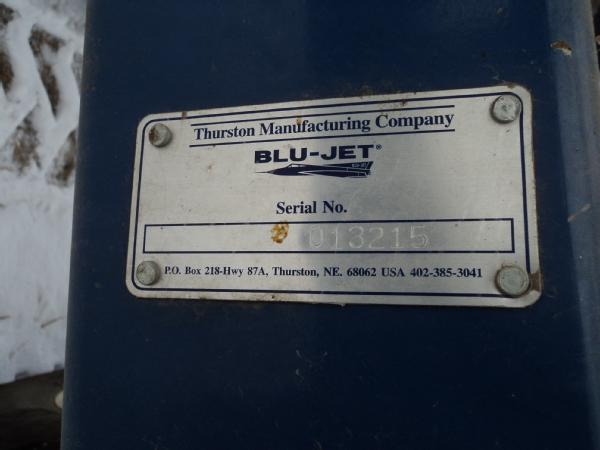 Thurston Manufacturing Company
BLU-JET®
Serial No.
013215
P.O. Box 218-Hwy 87A, Thurston, NE. 68062 USA 402-385-3041